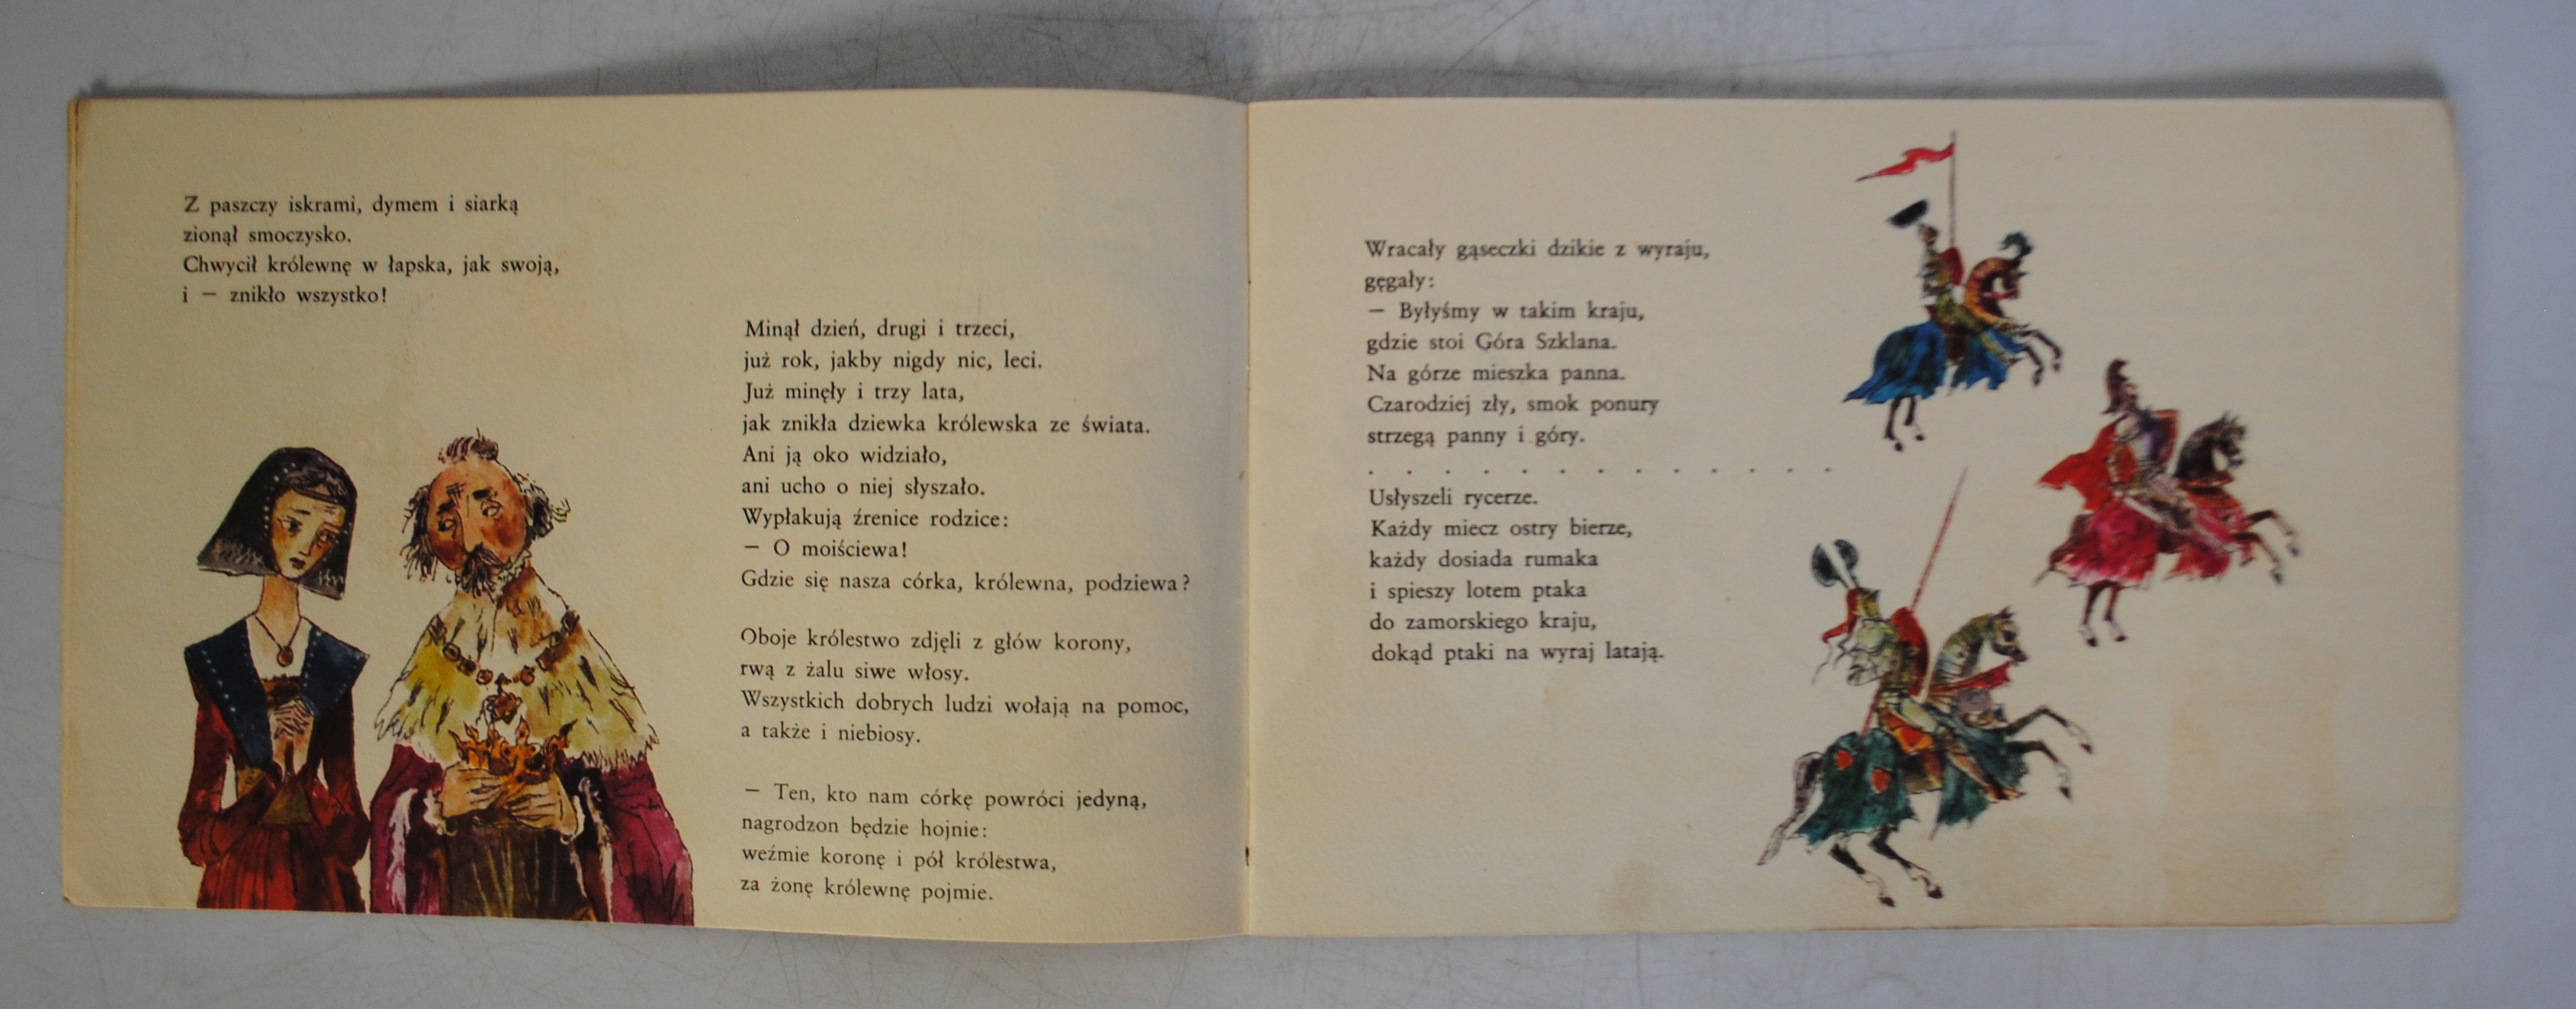 Z paszczy iskrami, dymem i siarką
zionął smoczysko.
Chwycił królewnę w łapska, jak swoją,
i — znikło wszystko!
Minął dzień, drugi i trzeci,
już rok, jakby nigdy nic, leci.
Już minęły i trzy lata,
jak znikła dziewka królewska ze świata.
Ani ją oko widziało,
ani ucho o niej słyszało.
Wypłakują źrenice rodzice:
— O moiściewa!
Gdzie się nasza córka, królewna, podziewa?
Oboje królestwo zdjęli z głów korony,
rwą z żalu siwe włosy.
Wszystkich dobrych ludzi wołają na pomoc,
a także i niebiosy.
— Ten, kto nam córkę powróci jedyną,
nagrodzon będzie hojnie:
weźmie koronę i pół królestwa,
za żonę królewnę pojmie.
Wracały gąseczki dzikie z wyraju,
gęgały:
— Byłyśmy w takim kraju,
gdzie stoi Góra Szklana.
Na górze mieszka panna.
Czarodziej zły, smok ponury
strzegą panny i góry.
. . . . . . . . . . . . .
Usłyszeli rycerze.
Każdy miecz ostry bierze,
każdy dosiada rumaka
i spieszy lotem ptaka
do zamorskiego kraju,
dokąd ptaki na wyraj latają.